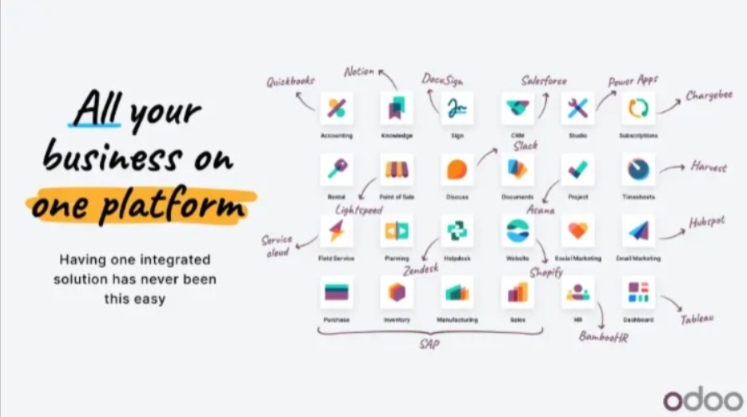 All your
business on
one platform
Having one integrated
solution has never been
this easy
Quickbooks
Notion
DocuSign
Salesforce
Power Apps
Chargebee
Accounting
Knowledge
Sign
CRM
Studio
Subscriptions
Slack
Harvest
Rental
Point of Sale
Discuss
Documents
Project
Timesheets
Lightspeed
Asana
Hubspot
Service
cloud
Field Service
Planning
Helpdesk
Website
Social Marketing
Email Marketing
Zendesk
Shopify
Purchase
Inventory
Manufacturing
Sales
HR
Dashboard
Tableau
SAP
BambooHR
odoo